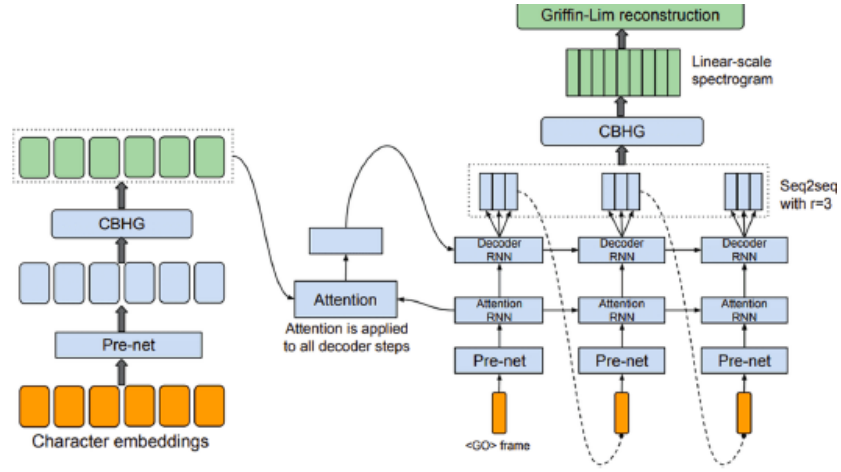 Griffin-Lim reconstruction
Linear-scale
spectrogram
CBHG
Seq2seq
with r=3
CBHG
Decoder
RNN
Decoder
RNN
Decoder
RNN
Attention
Attention is applied
to all decoder steps
Attention
RNN
Attention
RNN
Attention
RNN
Pre-net
Pre-net
Pre-net
Pre-net
<GO> frame
Character embeddings